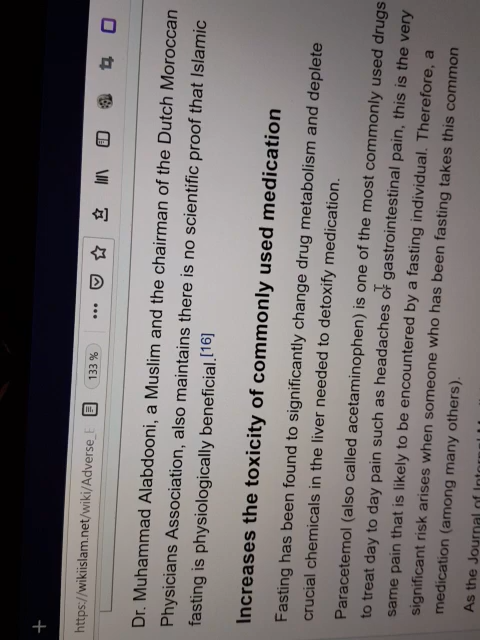 https://wikiislam.net/wiki/Adverse_E
133 %
Dr. Muhammad Alabdooni, a Muslim and the chairman of the Dutch Moroccan
Physicians Association, also maintains there is no scientific proof that Islamic
fasting is physiologically beneficial.[16]
Increases the toxicity of commonly used medication
Fasting has been found to significantly change drug metabolism and deplete
crucial chemicals in the liver needed to detoxify medication.
Paracetemol (also called acetaminophen) is one of the most commonly used drugs
to treat day to day pain such as headaches or gastrointestinal pain, this is the very
same pain that is likely to be encountered by a fasting individual. Therefore, a
significant risk arises when someone who has been fasting takes this common
medication (among many others).
As the Journal of